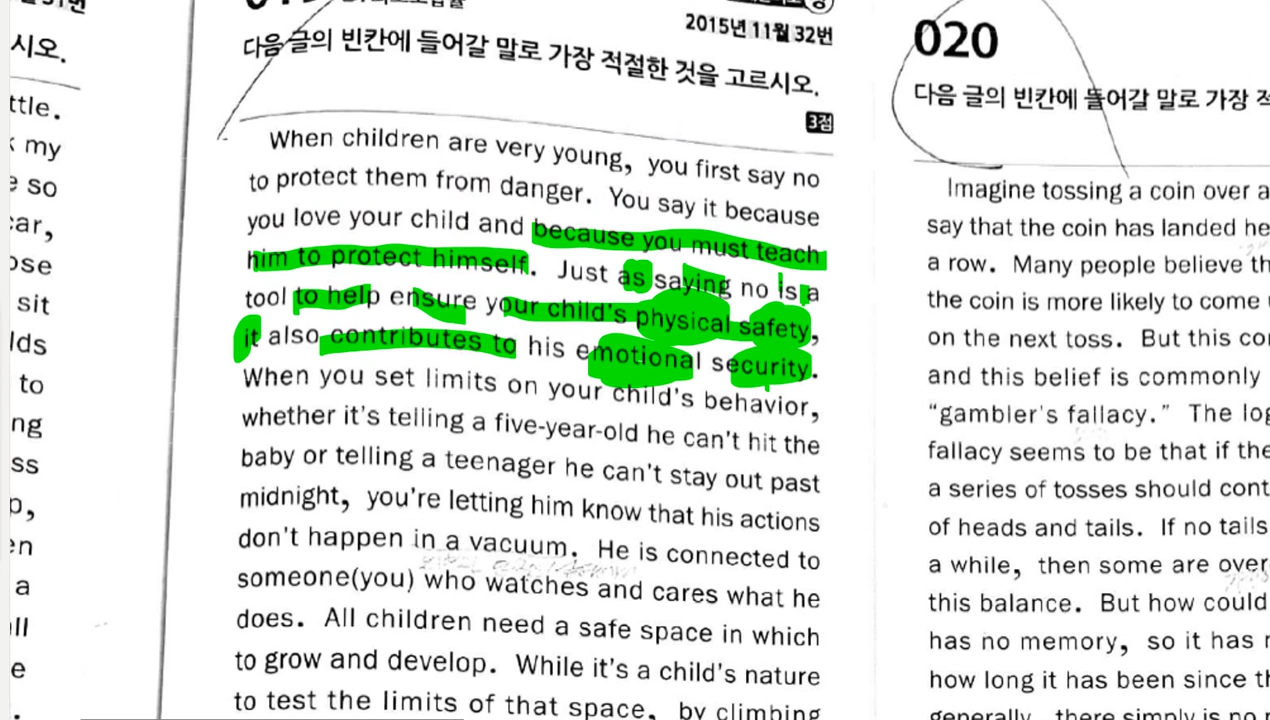 시오.
ttle.
my
e so
car,
ose
sit
lds
to
ng
ss
p,
en
a
all
e
2015년 11월 32번
다음 글의 빈칸에 들어갈 말로 가장 적절한 것을 고르시오.
3점
When children are very young, you first say no
to protect them from danger. You say it because
you love your child and because you must teach
him to protect himself. Just as saying no is a
tool to help ensure your child's physical safety,
it also contributes to his emotional security.
When you set limits on your child's behavior,
whether it's telling a five-year-old he can't hit the
baby or telling a teenager he can't stay out past
midnight, you're letting him know that his actions
don't happen in a vacuum. He is connected to
someone(you) who watches and cares what he
does. All children need a safe space in which
to grow and develop. While it's a child's nature
to test the limits of that space, by climbing
020
다음 글의 빈칸에 들어갈 말로 가장 적
Imagine tossing a coin over a
say that the coin has landed he
a row. Many people believe th
the coin is more likely to come
on the next toss. But this co
and this belief is commonly
"gambler's fallacy." The log
fallacy seems to be that if the
a series of tosses should cont
of heads and tails. If no tails
a while, then some are over
this balance. But how could
has no memory, so it has
how long it has been since th
generally, there simply is no